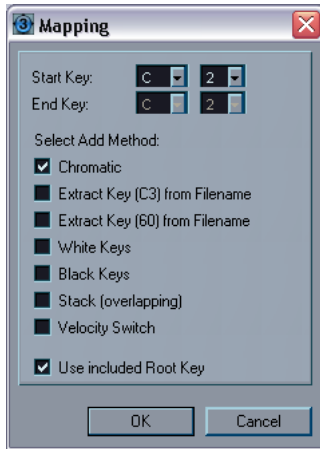 3 Mapping
Start Key: C 2
End Key: C 2
Select Add Method:
Chromatic
Extract Key (C3) from Filename
Extract Key (60) from Filename
White Keys
Black Keys
Stack (overlapping)
Velocity Switch
Use included Root Key
OK Cancel